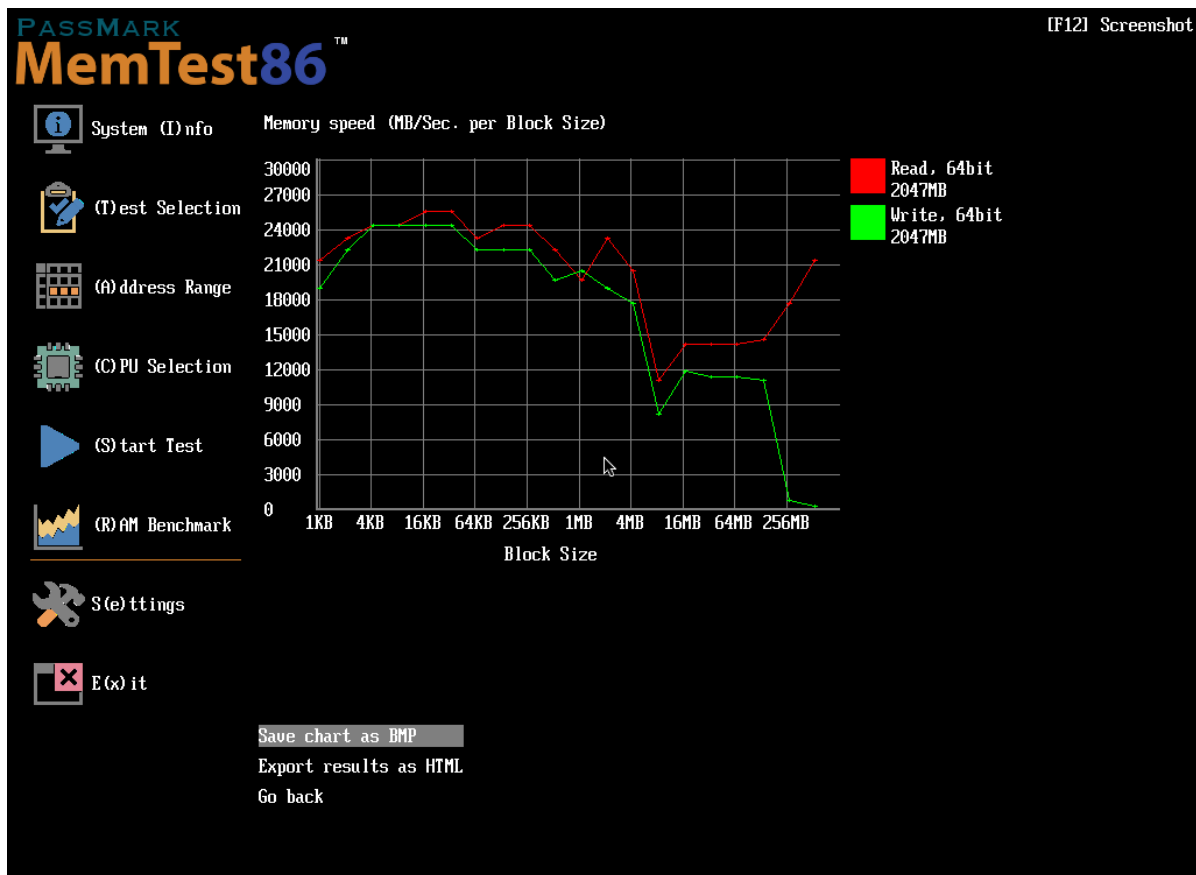 PASSMARK
MemTest86™
[F12] Screenshot
System (I)nfo
(T)est Selection
(A)ddress Range
(C)PU Selection
(S)tart Test
(R)AM Benchmark
S(e)ttings
E(x)it
Memory speed (MB/Sec. per Block Size)
30000
27000
24000
21000
18000
15000
12000
9000
6000
3000
0
1KB 4KB 16KB 64KB 256KB 1MB 4MB 16MB 64MB 256MB
Block Size
Read, 64bit
2047MB
Write, 64bit
2047MB
Save chart as BMP
Export results as HTML
Go back